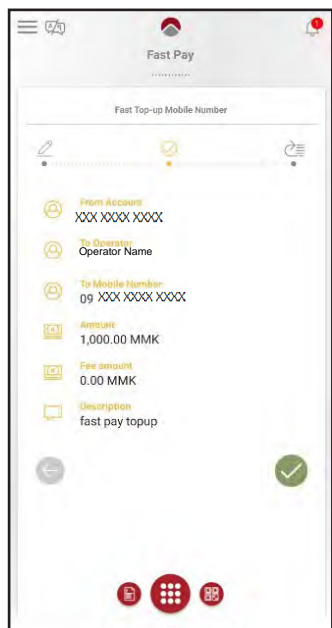 Fast Pay
Fast Top-up Mobile Number
From Account
XXX XXXX XXXX
To Operator
Operator Name
To Mobile Number
09 XXX XXXX XXXX
Amount
1,000.00 MMK
Fee amount
0.00 MMK
Description
fast pay topup